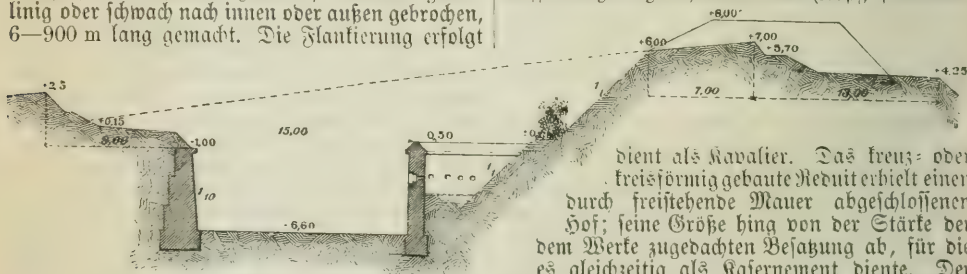 linig oder schwach nach innen oder außen gebrochen,
6—900 m lang gemacht. Die Flankierung erfolgt
+8,00
+2,5
+0,15
8,00
-1,00
15,00
-0,50
6,00
+7,00
+5,70
+4,25
7,00
13,00
1
10
-6,60
1
1
dient als Kavalier. Das kreuz= oder
kreisförmig gebaute Reduit erhielt einen
durch freistehende Mauer abgeschlossenen
Hof; seine Größe hing von der Stärke der
dem Werke zugedachten Besatzung ab, für die
es gleichzeitig als Kasernement diente. Der